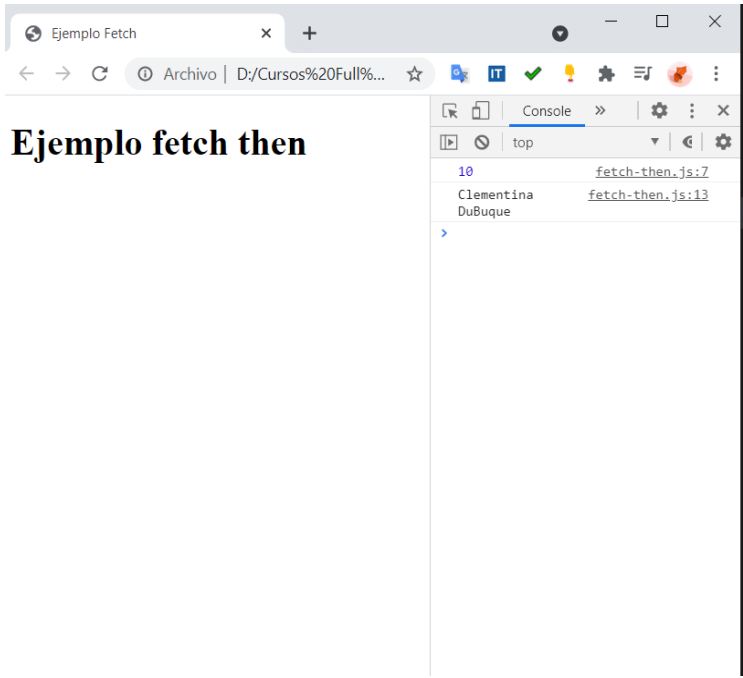 Ejemplo Fetch
Archivo | D:/Cursos%20Full%...
IT
Console
top
Ejemplo fetch then
10 fetch-then.js:7
Clementina fetch-then.js:13
DuBuque